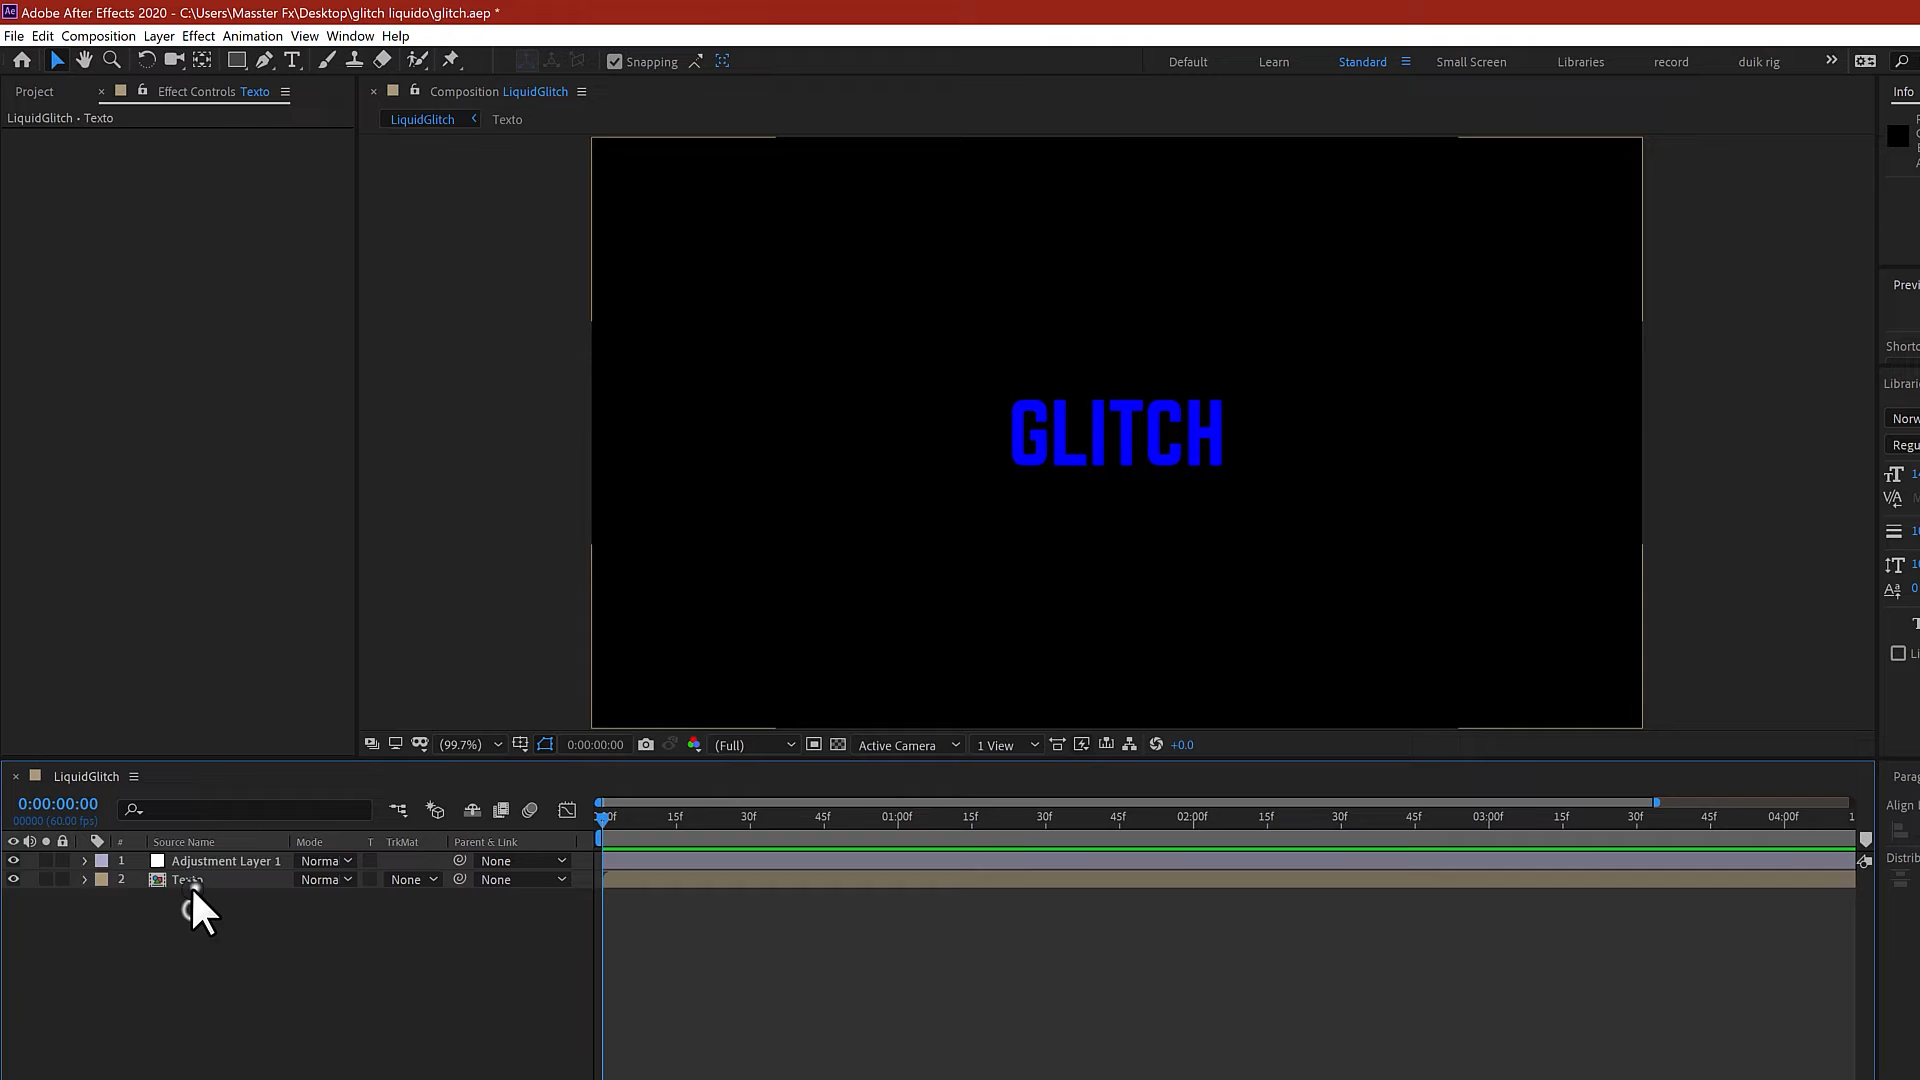 Adobe After Effects 2020 - C:\Users\Masster Fx\Desktop\glitch liquido\glitch.aep *
File Edit Composition Layer Effect Animation View Window Help
Snapping
Default Learn Standard Small Screen Libraries record duik rig
Project
Effect Controls Texto
Composition LiquidGlitch
Info
LiquidGlitch • Texto
LiquidGlitch Texto
GLITCH
Previ
Shortc
Librari
Norw
Regu
Li
(99.7%) 0:00:00:00 (Full) Active Camera 1 View +0.0
LiquidGlitch
Parag
0:00:00:00
00000 (60.00 fps)
Align L
15f 30f 45f 01:00f 15f 30f 45f 02:00f 15f 30f 45f 03:00f 15f 30f 45f 04:00f 1
# Source Name Mode T TrkMat Parent & Link
Distrib
1 Adjustment Layer 1 Norma None
2 Texto Norma None None